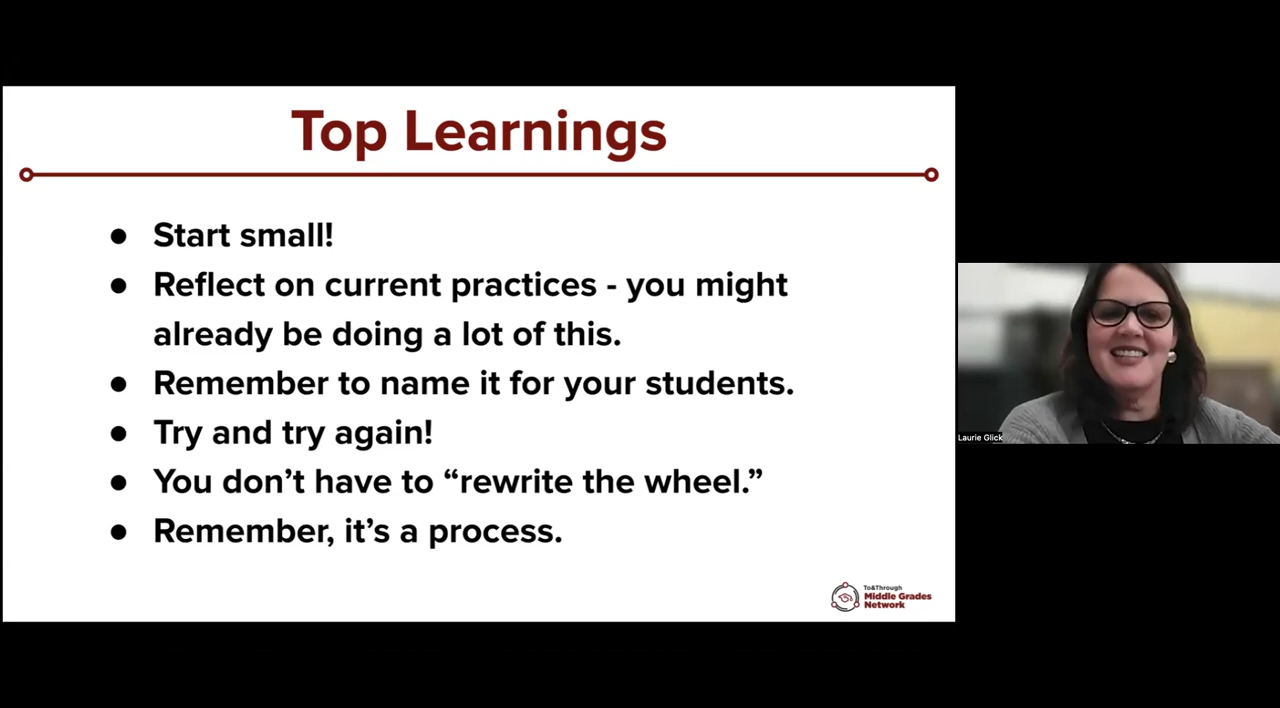 Top Learnings
● Start small!
● Reflect on current practices - you might
already be doing a lot of this.
● Remember to name it for your students.
● Try and try again!
● You don’t have to “rewrite the wheel.”
● Remember, it’s a process.
To&Through
Middle Grades
Network
Laurie Glick